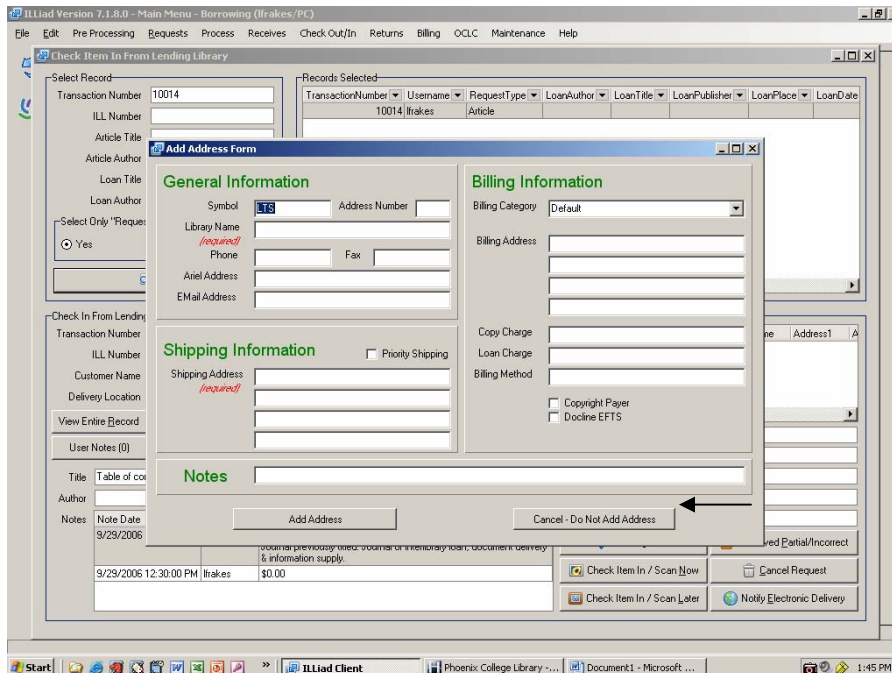 ILLiad Version 7.1.8.0 - Main Menu - Borrowing (lfrakes/PC)
File Edit Pre Processing Requests Process Receives Check Out/In Returns Billing OCLC Maintenance Help
Check Item In From Lending Library
Select Record
Transaction Number 10014
ILL Number
Article Title
Article Author
Loan Title
Loan Author
Select Only "Reques
Yes
Records Selected
TransactionNumber Username RequestType LoanAuthor LoanTitle LoanPublisher LoanPlace LoanDate
10014 lfrakes Article
Add Address Form
General Information
Symbol LTS Address Number
Library Name
(required)
Phone Fax
Ariel Address
EMail Address
Shipping Information
Priority Shipping
Shipping Address
(required)
Billing Information
Billing Category Default
Billing Address
Copy Charge
Loan Charge
Billing Method
Copyright Payer
Docline EFTS
Notes
Add Address
Cancel - Do Not Add Address
Check In From Lending
Transaction Number
ILL Number
Customer Name
Delivery Location
View Entire Record
User Notes (0)
me Address1 A
Title Table of co
Author
Notes Note Date
9/29/2006
Journal previously titled: Journal of interlibrary loan, document delivery
& information supply.
9/29/2006 12:30:00 PM lfrakes $0.00
ved Partial/Incorrect
Check Item In / Scan Now
Cancel Request
Check Item In / Scan Later
Notify Electronic Delivery
Start » ILLiad Client Phoenix College Library -... Document1 - Microsoft ... 1:45 PM